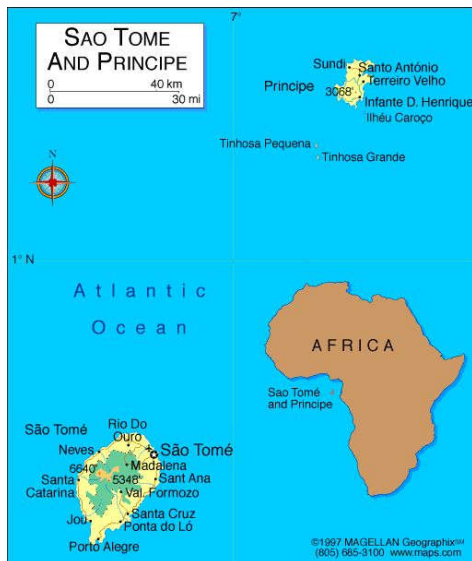 SAO TOME
AND PRINCIPE
0 40 km
0 30 mi
7°
Sundi
Santo António
Terreiro Velho
Principe
3068'
Infante D. Henrique
Ilhéu Caroço
Tinhosa Pequena
Tinhosa Grande
N
1° N
Atlantic
Ocean
AFRICA
Sao Tomé
and Principe
São Tomé
Rio Do
Ouro
Neves
São Tomé
6640'
Madalena
Santa
Catarina
5348'
Sant Ana
Val. Formozo
Santa Cruz
Jou
Ponta do Ló
Porto Alegre
©1997 MAGELLAN Geographix℠
(805) 685-3100 www.maps.com